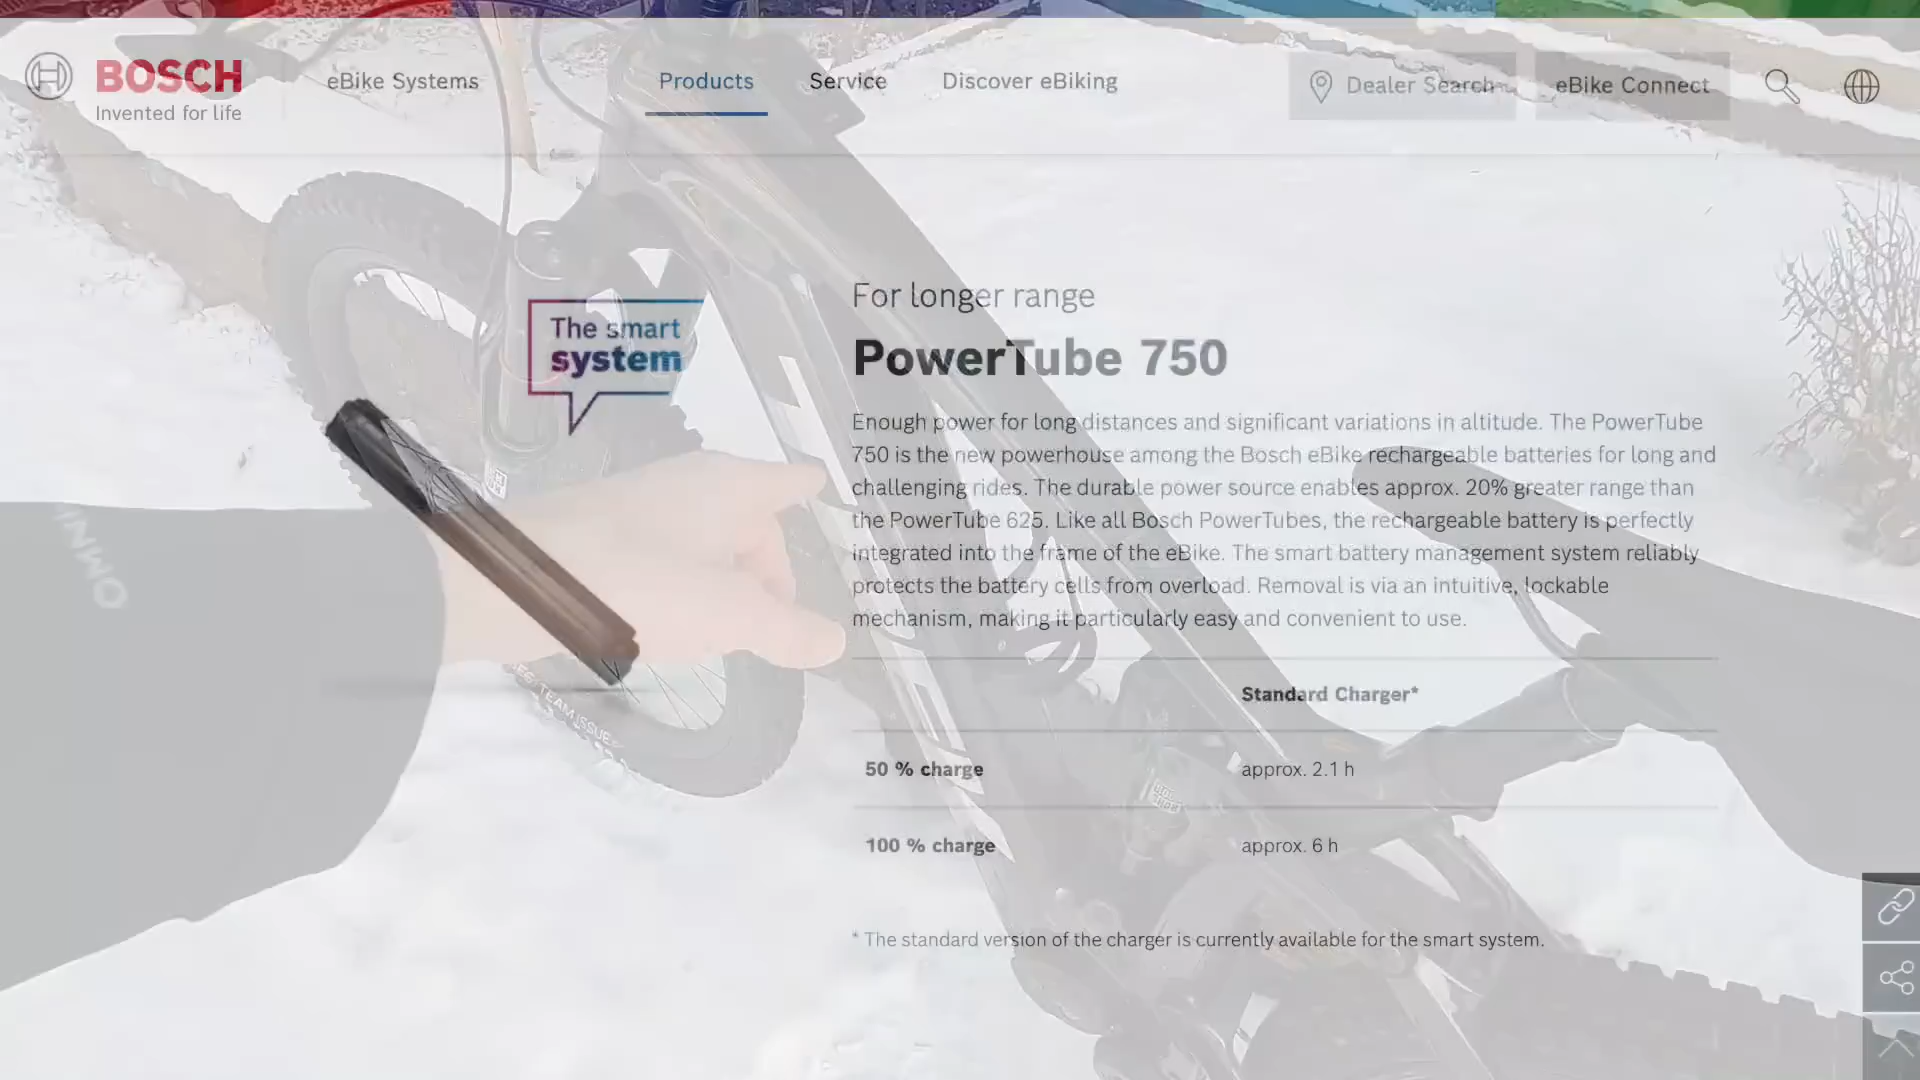 BOSCH
Invented for life
eBike Systems
Products
Service
Discover eBiking
Dealer Search
eBike Connect
The smart
system
For longer range
PowerTube 750
Enough power for long distances and significant variations in altitude. The PowerTube
750 is the new powerhouse among the Bosch eBike rechargeable batteries for long and
challenging rides. The durable power source enables approx. 20% greater range than
the PowerTube 625. Like all Bosch PowerTubes, the rechargeable battery is perfectly
integrated into the frame of the eBike. The smart battery management system reliably
protects the battery cells from overload. Removal is via an intuitive, lockable
mechanism, making it particularly easy and convenient to use.
Standard Charger*
50 % charge
approx. 2.1 h
100 % charge
approx. 6 h
* The standard version of the charger is currently available for the smart system.
OMNI
TEAM ISSUE